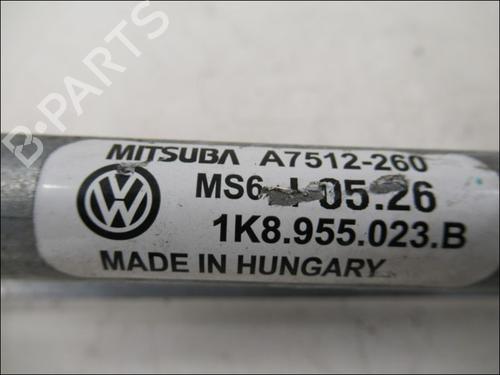 MITSUBA A7512-260
MS6 05.26
1K8.955.023.B
MADE IN HUNGARY
B-PARTS